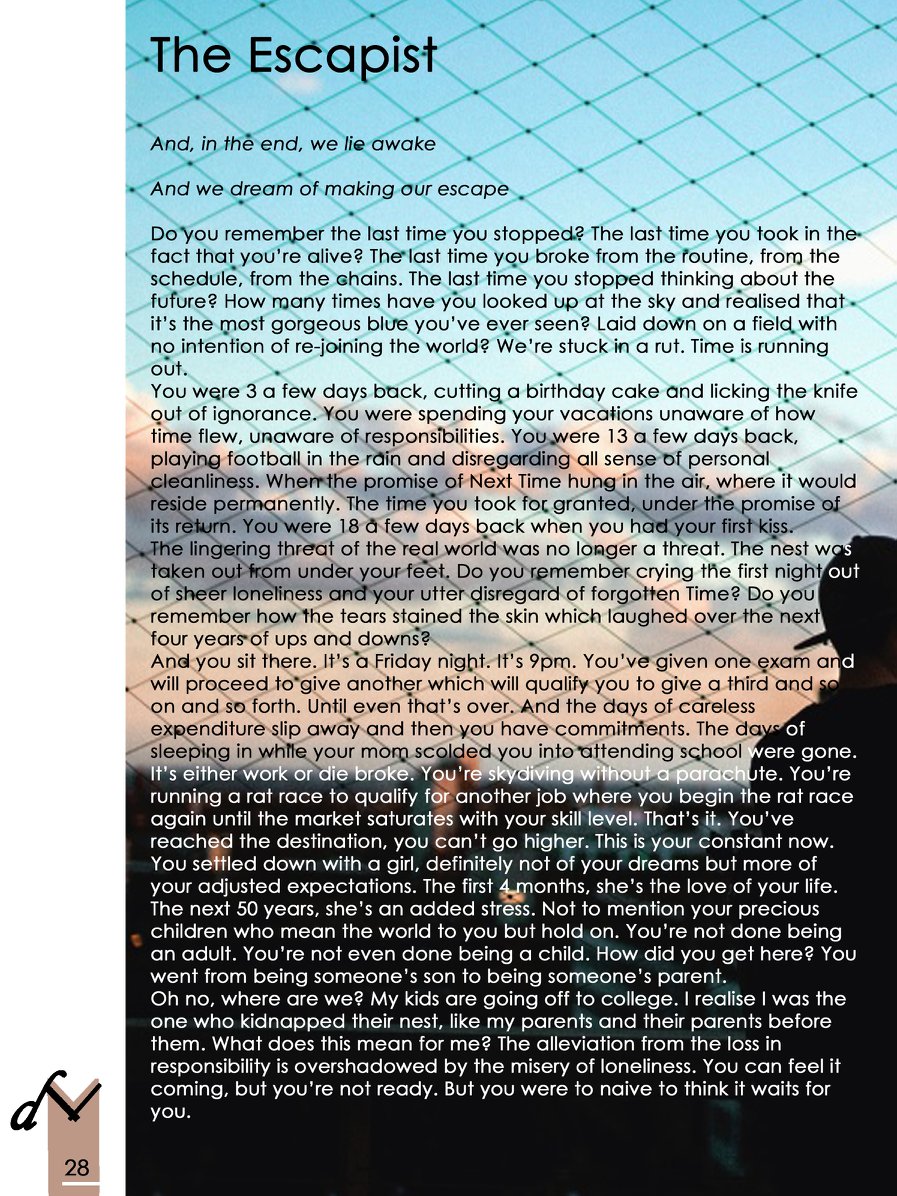 The Escapist
And, in the end, we lie awake
And we dream of making our escape
Do you remember the last time you stopped? The last time you took in the
fact that you're alive? The last time you broke from the routine, from the
schedule, from the chains. The last time you stopped thinking about the
future? How many times have you looked up at the sky and realised that
it's the most gorgeous blue you've ever seen? Laid down on a field with
no intention of re-joining the world? We're stuck in a rut. Time is running
out.
You were 3 a few days back, cutting a birthday cake and licking the knife
out of ignorance. You were spending your vacations unaware of how
time flew, unaware of responsibilities. You were 13 a few days back,
playing football in the rain and disregarding all sense of personal
cleanliness. When the promise of Next Time hung in the air, where it would
reside permanently. The time you took for granted, under the promise of
its return. You were 18 a few days back when you had your first kiss.
The lingering threat of the real world was no longer a threat. The nest was
taken out from under your feet. Do you remember crying the first night out
of sheer loneliness and your utter disregard of forgotten Time? Do you
remember how the tears stained the skin which laughed over the next
four years of ups and downs?
And you sit there. It's a Friday night. It's 9pm. You've given one exam and
will proceed to give another which will qualify you to give a third and so
on and so forth. Until even that's over. And the days of careless
expenditure slip away and then you have commitments. The days of
sleeping in while your mom scolded you into attending school were gone.
It's either work or die broke. You're skydiving without a parachute. You're
running a rat race to qualify for another job where you begin the rat race
again until the market saturates with your skill level. That's it. You've
reached the destination, you can't go higher. This is your constant now.
You settled down with a girl, definitely not of your dreams but more of
your adjusted expectations. The first 4 months, she's the love of your life.
The next 50 years, she's an added stress. Not to mention your precious
children who mean the world to you but hold on. You're not done being
an adult. You're not even done being a child. How did you get here? You
went from being someone's son to being someone's parent.
Oh no, where are we? My kids are going off to college. I realise I was the
one who kidnapped their nest, like my parents and their parents before
them. What does this mean for me? The alleviation from the loss in
responsibility is overshadowed by the misery of loneliness. You can feel it
coming, but you're not ready. But you were to naive to think it waits for
you.
28